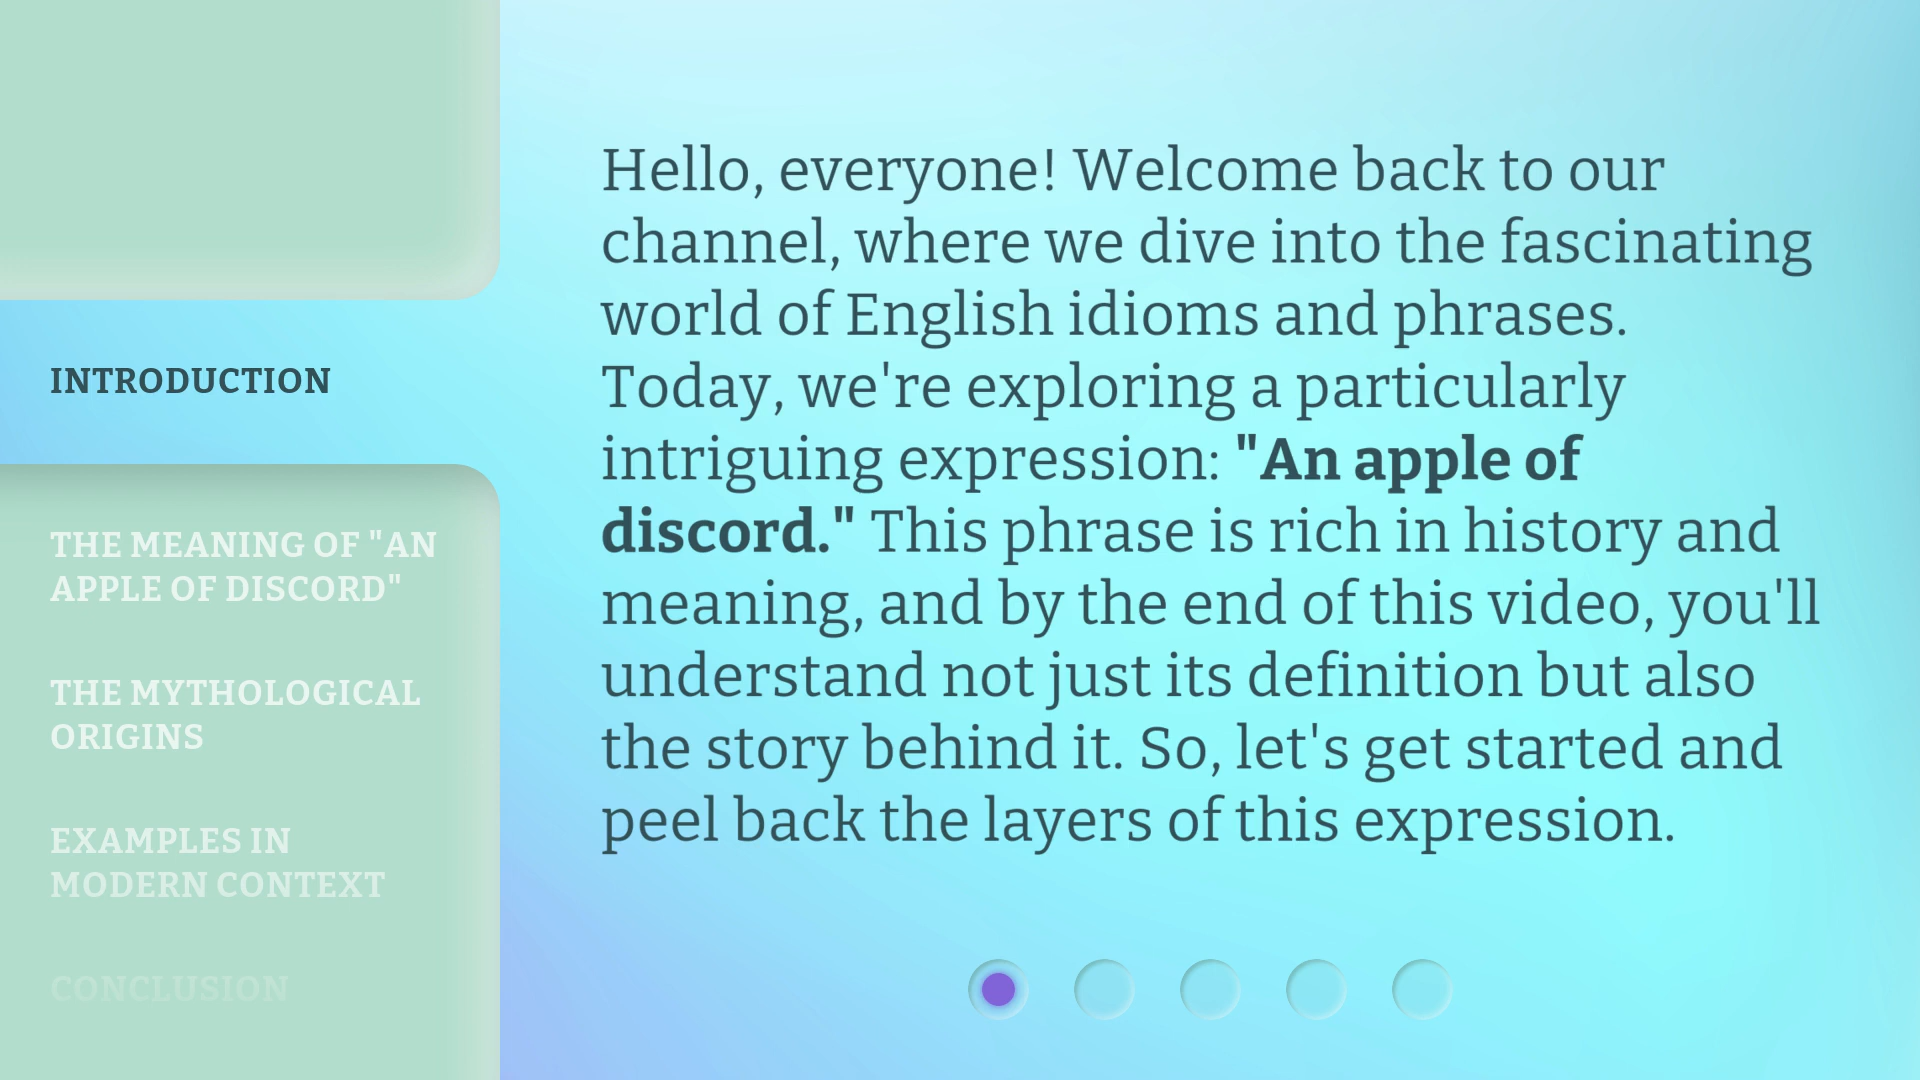 INTRODUCTION
THE MEANING OF "AN
APPLE OF DISCORD"
THE MYTHOLOGICAL
ORIGINS
EXAMPLES IN
MODERN CONTEXT
CONCLUSION
Hello, everyone! Welcome back to our
channel, where we dive into the fascinating
world of English idioms and phrases.
Today, we're exploring a particularly
intriguing expression: "An apple of
discord." This phrase is rich in history and
meaning, and by the end of this video, you'll
understand not just its definition but also
the story behind it. So, let's get started and
peel back the layers of this expression.